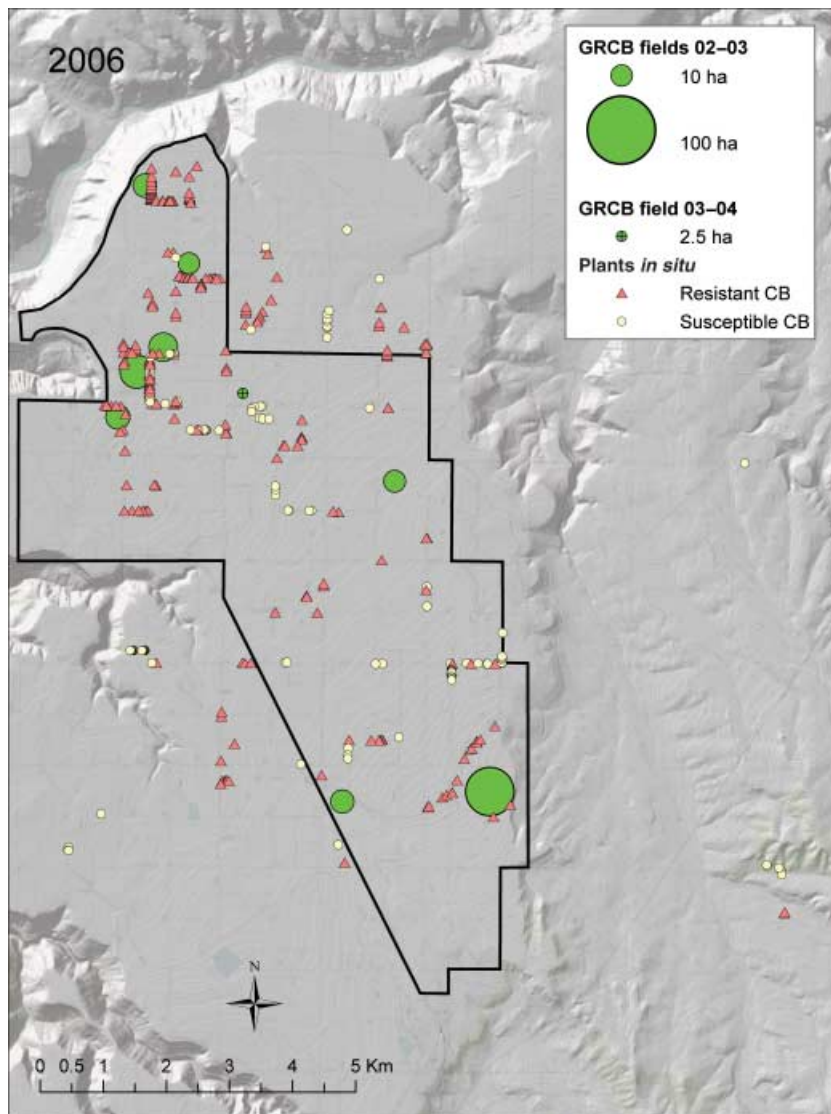 2006
GRCB fields 02–03
10 ha
100 ha
GRCB field 03–04
2.5 ha
Plants in situ
Resistant CB
Susceptible CB
N
0 0.5 1 2 3 4 5 Km